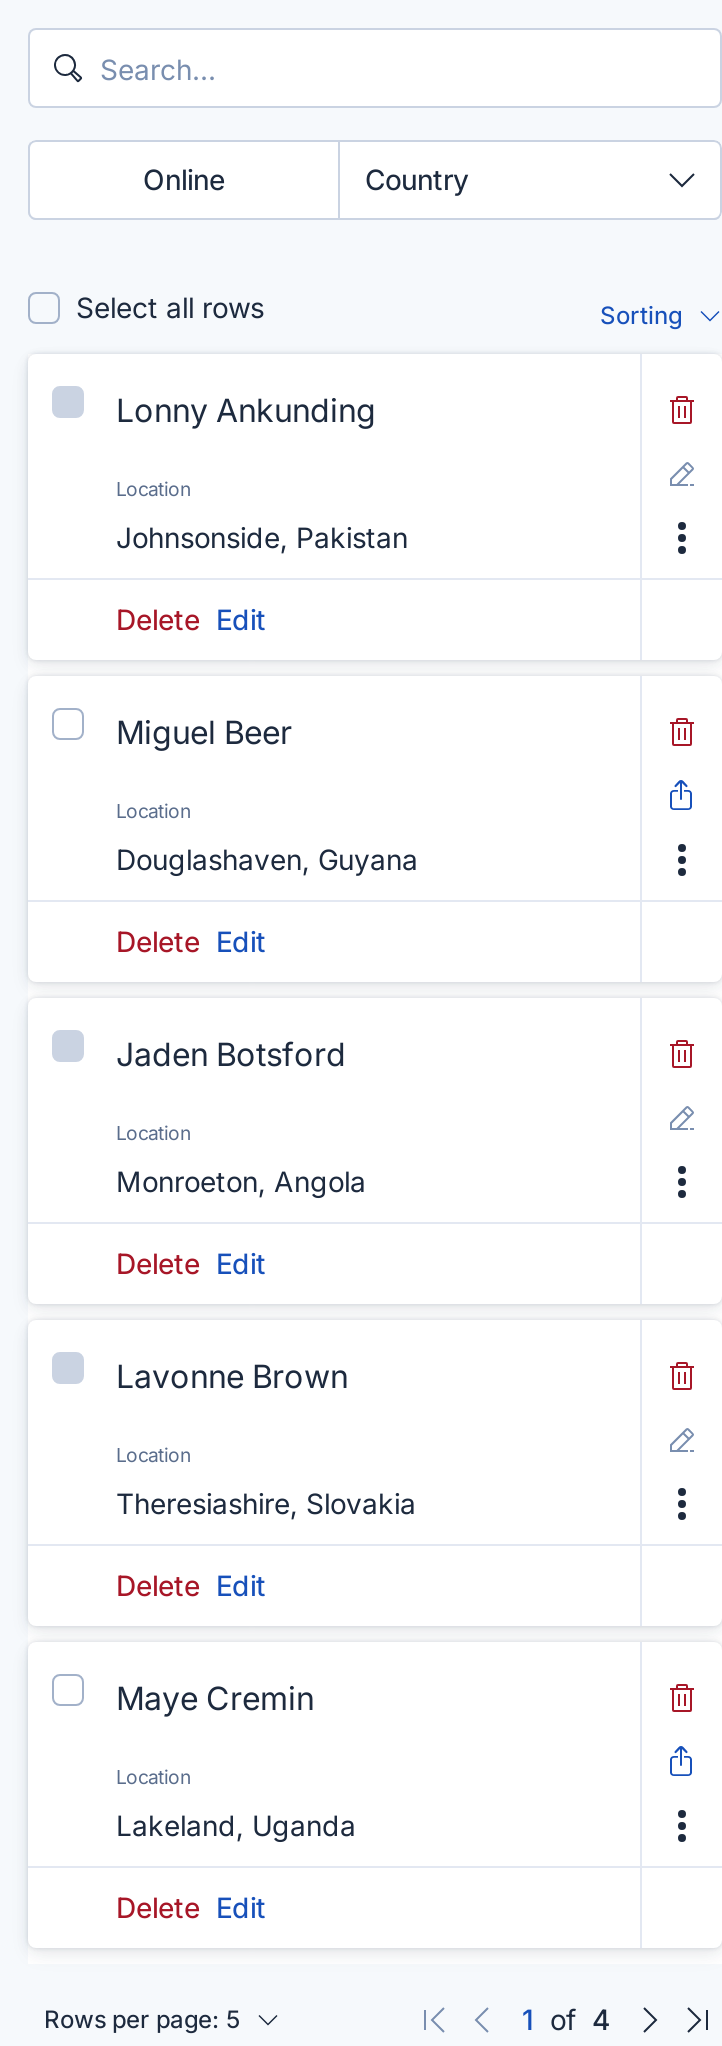 Search...
Online
Country
Select all rows
Sorting
Lonny Ankunding
Location
Johnsonside, Pakistan
Delete Edit
Miguel Beer
Location
Douglashaven, Guyana
Delete Edit
Jaden Botsford
Location
Monroeton, Angola
Delete Edit
Lavonne Brown
Location
Theresiashire, Slovakia
Delete Edit
Maye Cremin
Location
Lakeland, Uganda
Delete Edit
Rows per page: 5
1 of 4